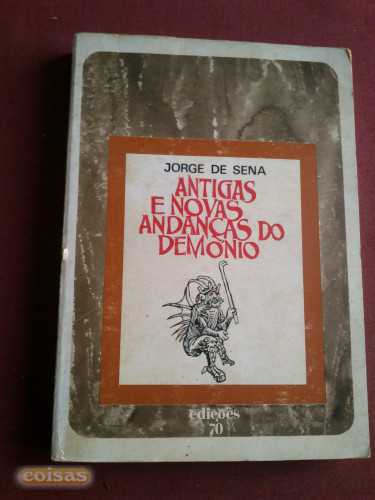 JORGE DE SENA
ANTIGAS
E NOVAS
ANDANÇAS DO
DEMÓNIO
edições
70
coisas